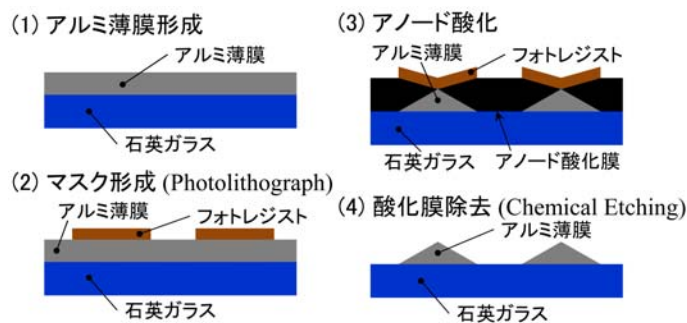 (1) アルミ薄膜形成
アルミ薄膜
石英ガラス
(2) マスク形成 (Photolithograph)
アルミ薄膜
フォトレジスト
石英ガラス
(3) アノード酸化
アルミ薄膜
フォトレジスト
石英ガラス
アノード酸化膜
(4) 酸化膜除去 (Chemical Etching)
アルミ薄膜
石英ガラス